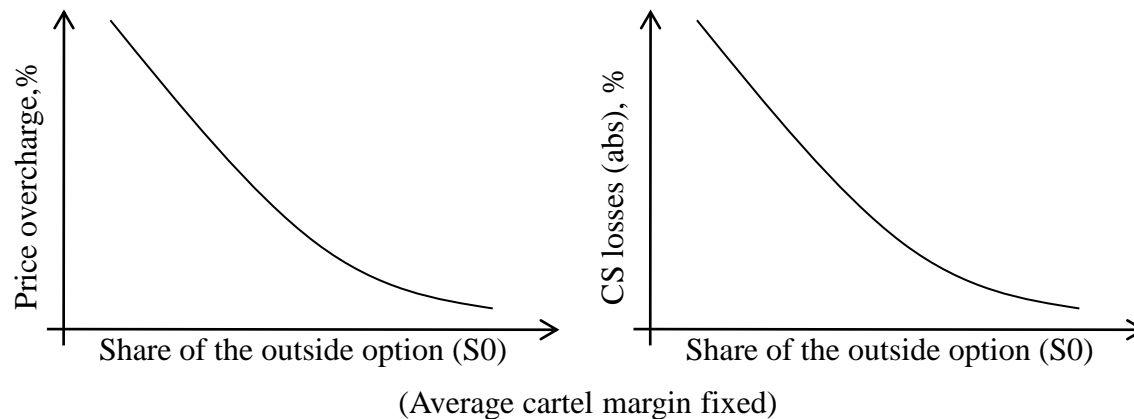 Price overcharge,%
Share of the outside option (S0)
CS losses (abs), %
Share of the outside option (S0)
(Average cartel margin fixed)